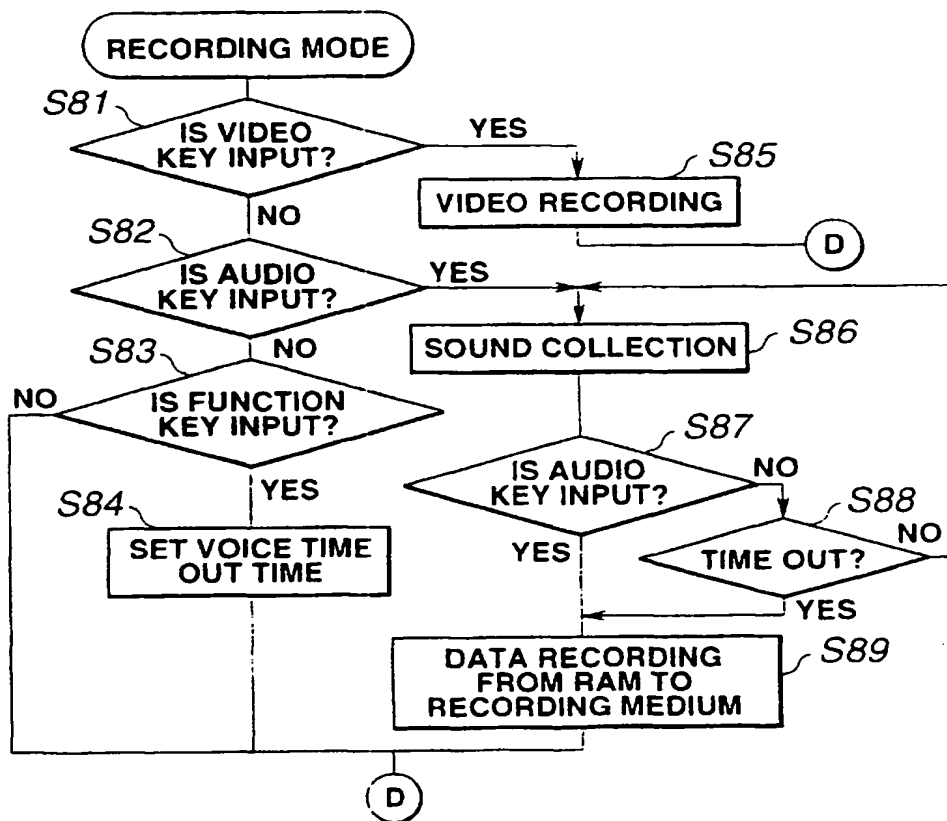 RECORDING MODE
S81
IS VIDEO
KEY INPUT?
YES
S85
VIDEO RECORDING
D
NO
S82
IS AUDIO
KEY INPUT?
YES
S86
SOUND COLLECTION
NO
S83
NO
IS FUNCTION
KEY INPUT?
S87
IS AUDIO
KEY INPUT?
NO
YES
S84
SET VOICE TIME
OUT TIME
S88
NO
TIME OUT?
YES
YES
S89
DATA RECORDING
FROM RAM TO
RECORDING MEDIUM
D